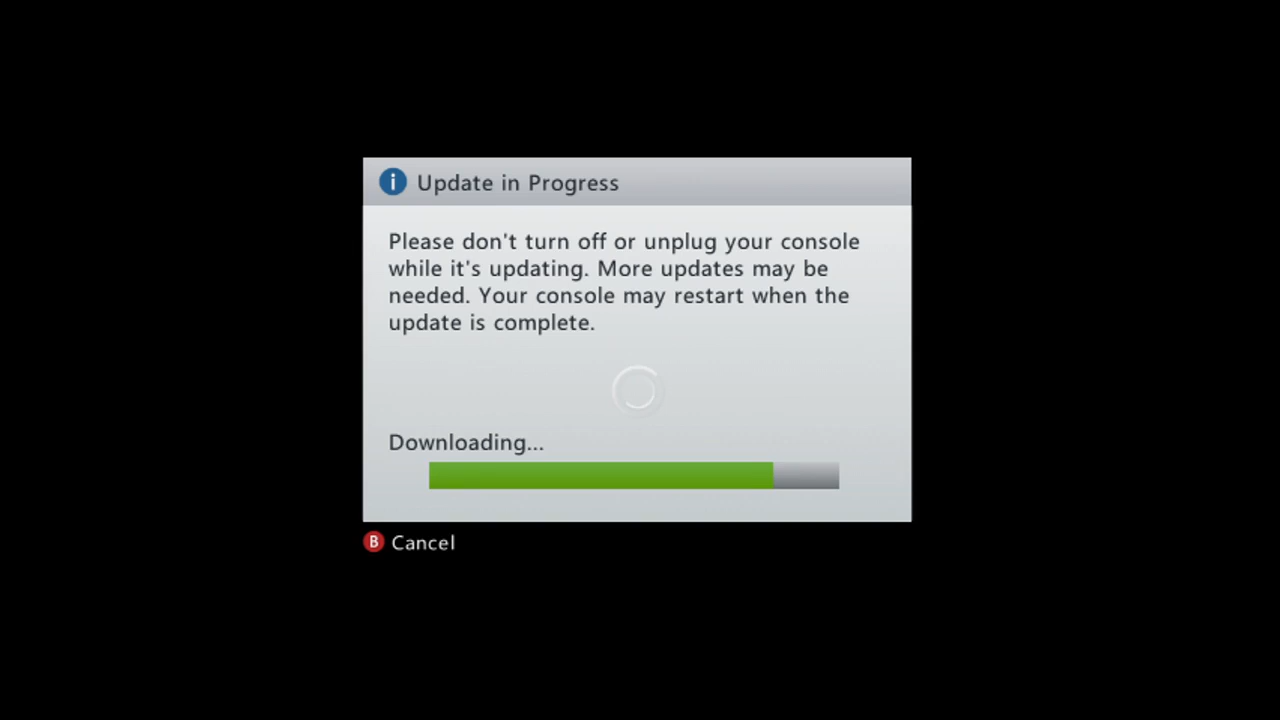 i Update in Progress
Please don't turn off or unplug your console
while it's updating. More updates may be
needed. Your console may restart when the
update is complete.
Downloading...
B Cancel